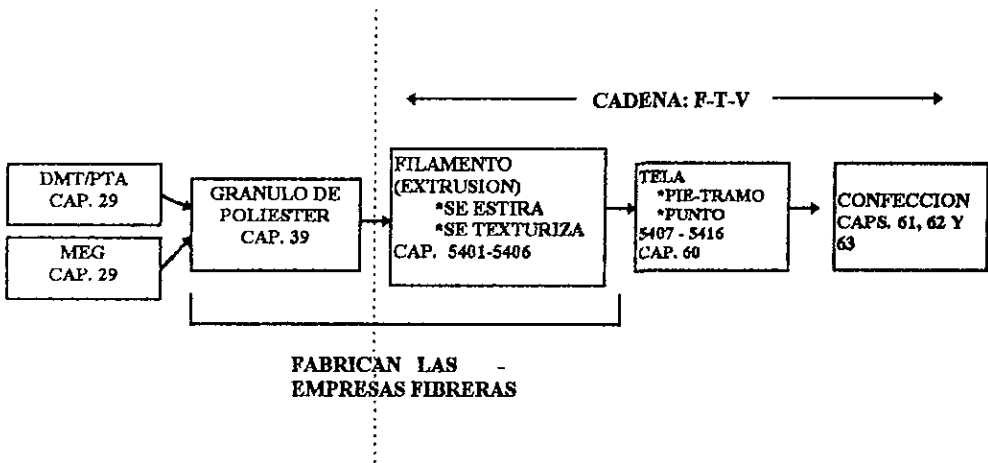 CADENA: F-T-V
DMT/PTA
CAP. 29
MEG
CAP. 29
GRANULO DE
POLIESTER
CAP. 39
FILAMENTO
(EXTRUSION)
*SE ESTIRA
*SE TEXTURIZA
CAP. 5401-5406
TELA
*PIE-TRAMO
*PUNTO
5407 - 5416
CAP. 60
CONFECCION
CAPS. 61, 62 Y
63
FABRICAN LAS -
EMPRESAS FIBRERAS